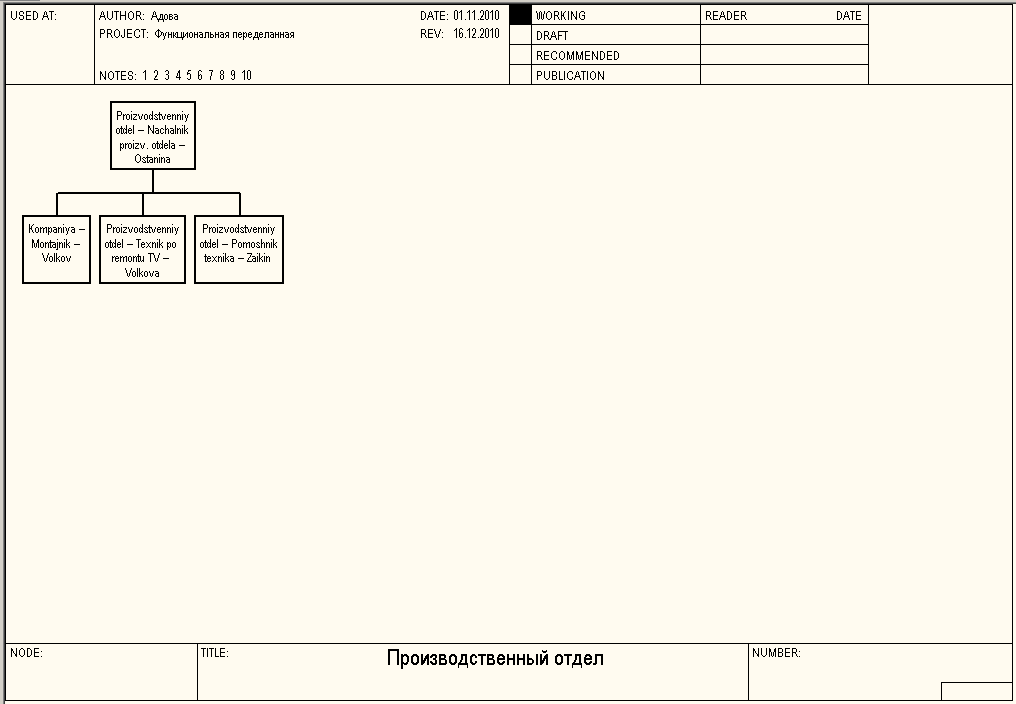 USED AT:
AUTHOR: Адова
DATE: 01.11.2010
WORKING
READER
DATE
PROJECT: Функциональная переделанная
REV: 16.12.2010
DRAFT
RECOMMENDED
NOTES: 1 2 3 4 5 6 7 8 9 10
PUBLICATION
Proizvodstvenniy
otdel – Nachalnik
proizv. otdela –
Ostanina
Kompaniya –
Montajnik –
Volkov
Proizvodstvenniy
otdel – Texnik po
remontu TV –
Volkova
Proizvodstvenniy
otdel – Pomoshnik
texnika – Zaikin
NODE:
TITLE:
Производственный отдел
NUMBER: